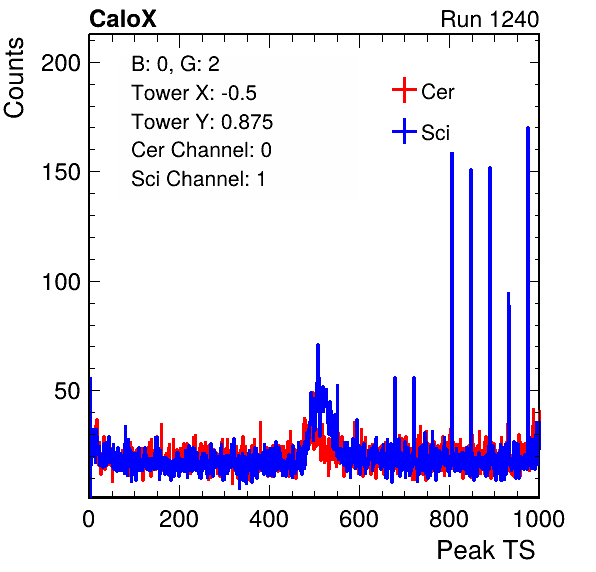 CaloX Run 1240
Counts
B: 0, G: 2
Tower X: -0.5
Tower Y: 0.875
Cer Channel: 0
Sci Channel: 1
Cer
Sci
200
150
100
50
0 200 400 600 800 1000
Peak TS